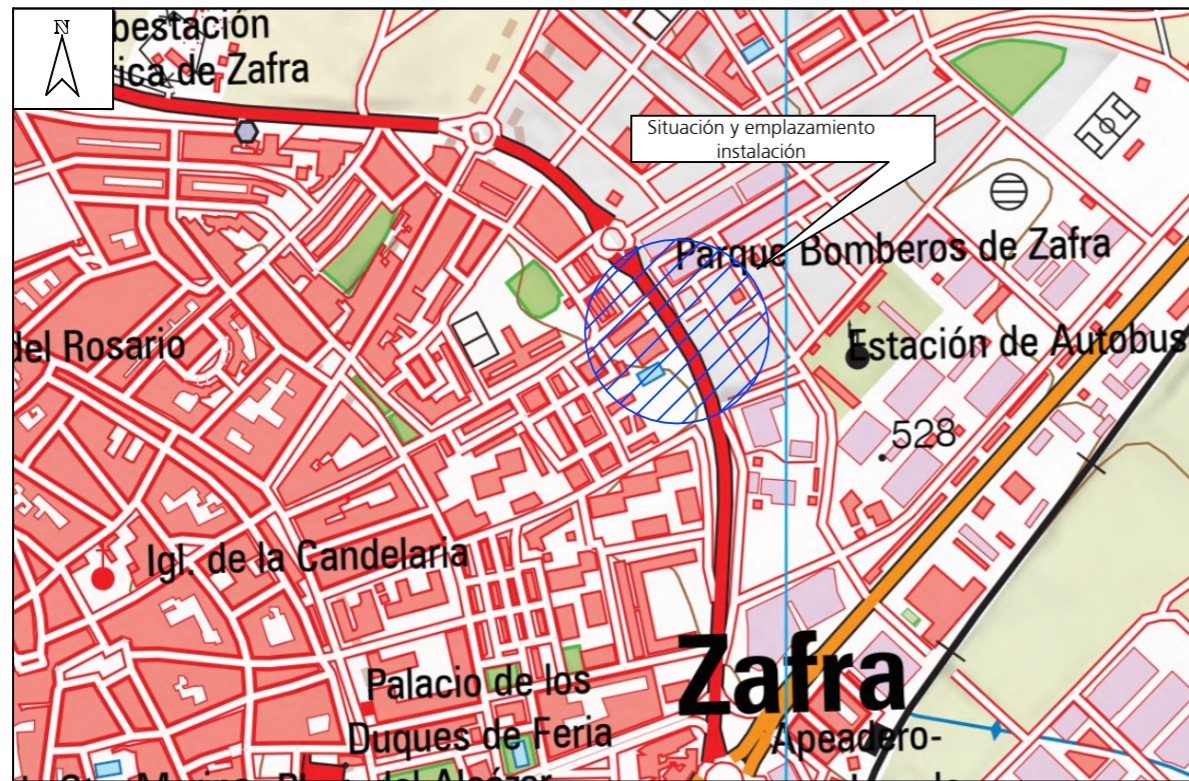 N
bestación
rica de Zafra
Situación y emplazamiento
instalación
Parque Bomberos de Zafra
del Rosario
Estación de Autobus
528
Igl. de la Candelaria
Zafra
Palacio de los
Duques de Feria
Apeadero-